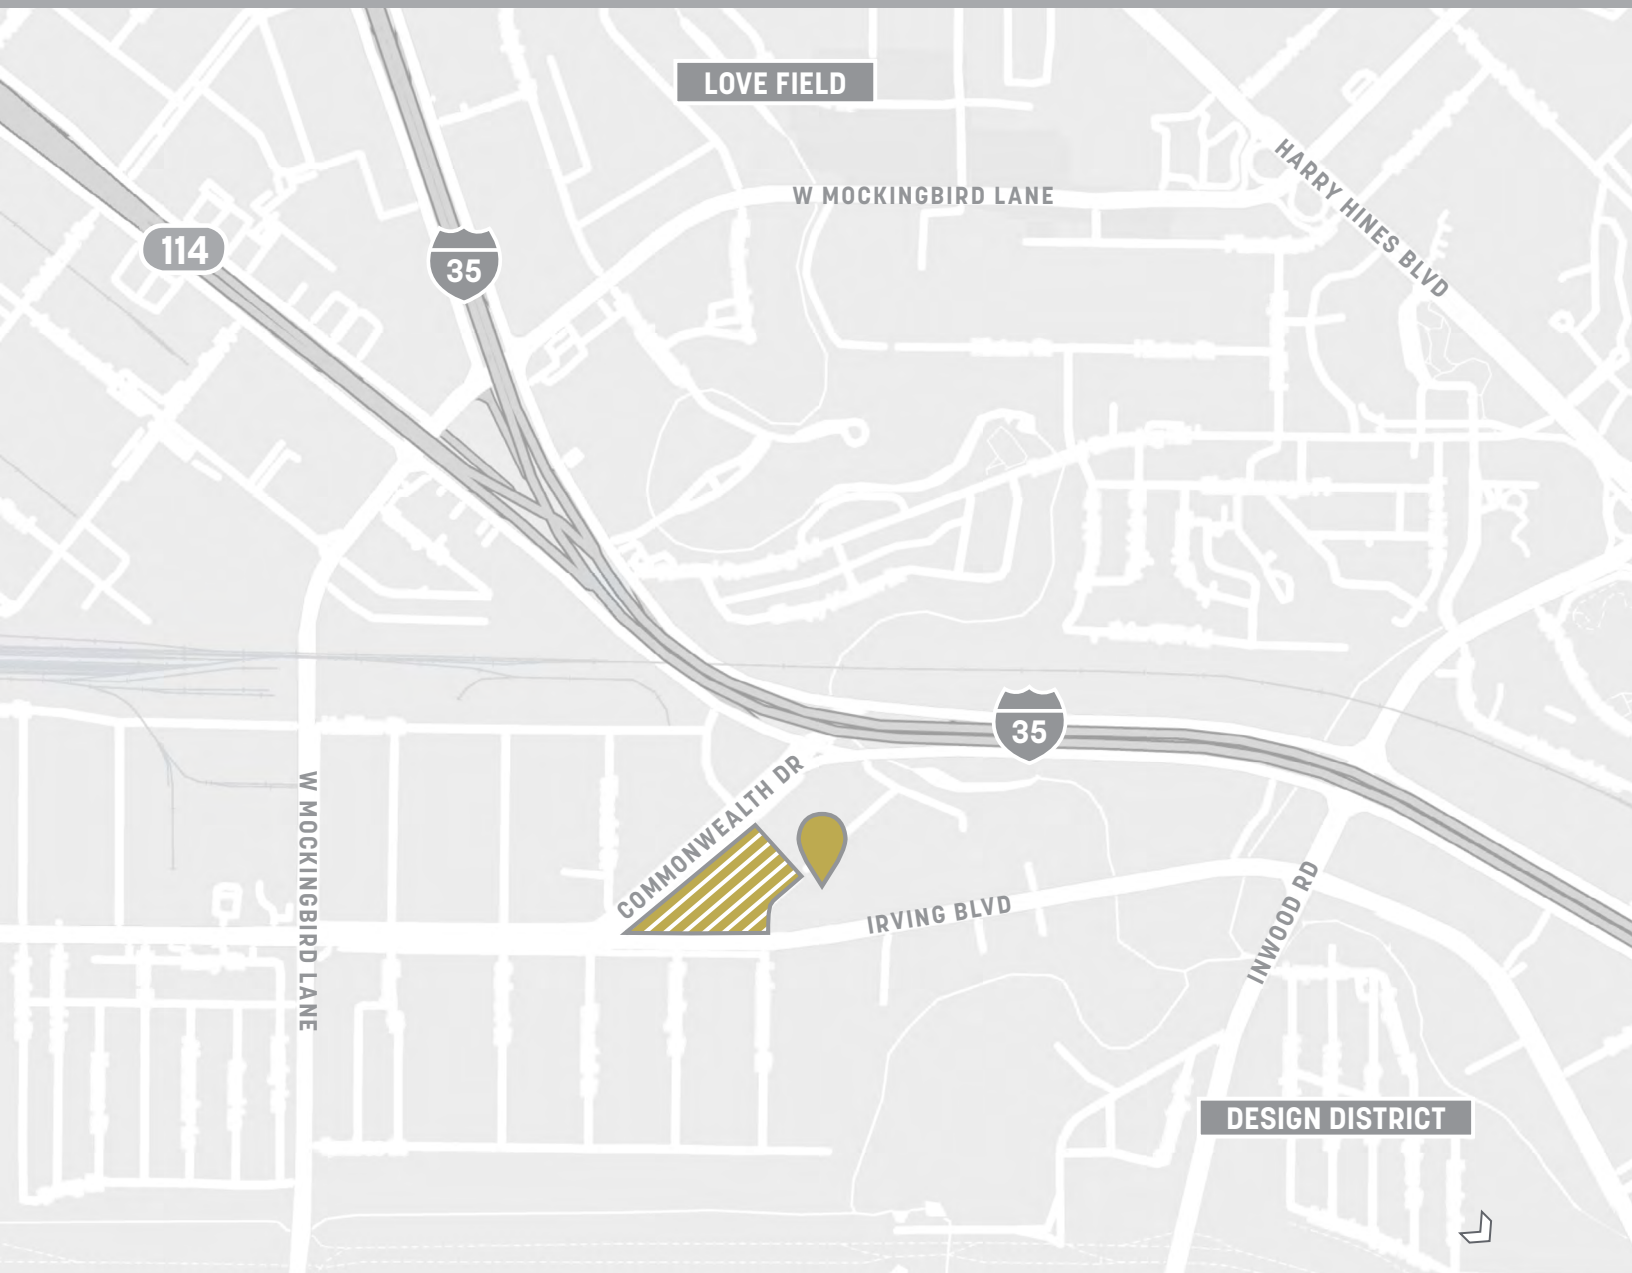 LOVE FIELD
HARRY HINES BLVD
W MOCKINGBIRD LANE
114
35
35
COMMONWEALTH DR
W MOCKINGBIRD LANE
IRVING BLVD
INWOOD RD
DESIGN DISTRICT